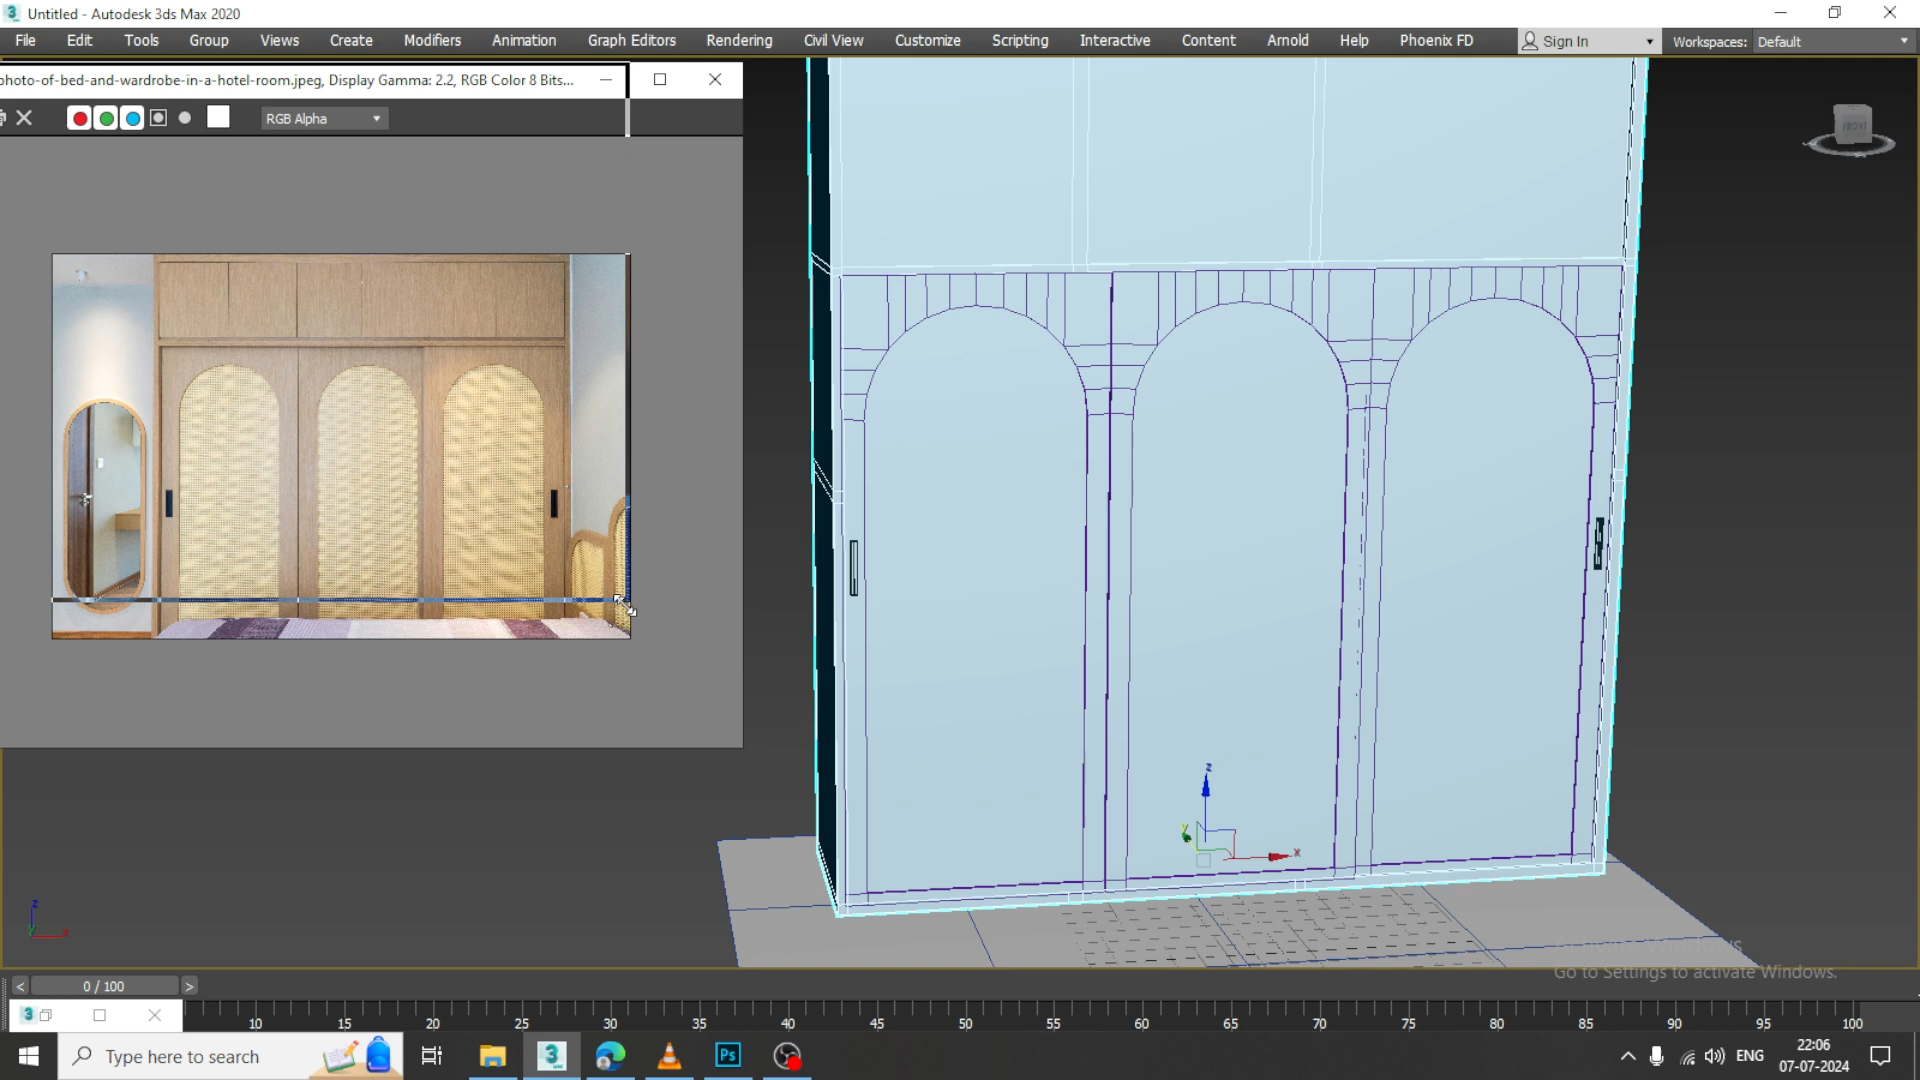 Untitled - Autodesk 3ds Max 2020
File Edit Tools Group Views Create Modifiers Animation Graph Editors Rendering Civil View Customize Scripting Interactive Content Arnold Help Phoenix FD Sign In Workspaces: Default
photo-of-bed-and-wardrobe-in-a-hotel-room.jpeg, Display Gamma: 2.2, RGB Color 8 Bits...
RGB Alpha
FRONT
z
y
x
z
x
Go to Settings to activate Windows.
< 0 / 100 >
10 15 20 25 30 35 40 45 50 55 60 65 70 75 80 85 90 95 100
Type here to search
Ps
ENG
22:06
07-07-2024